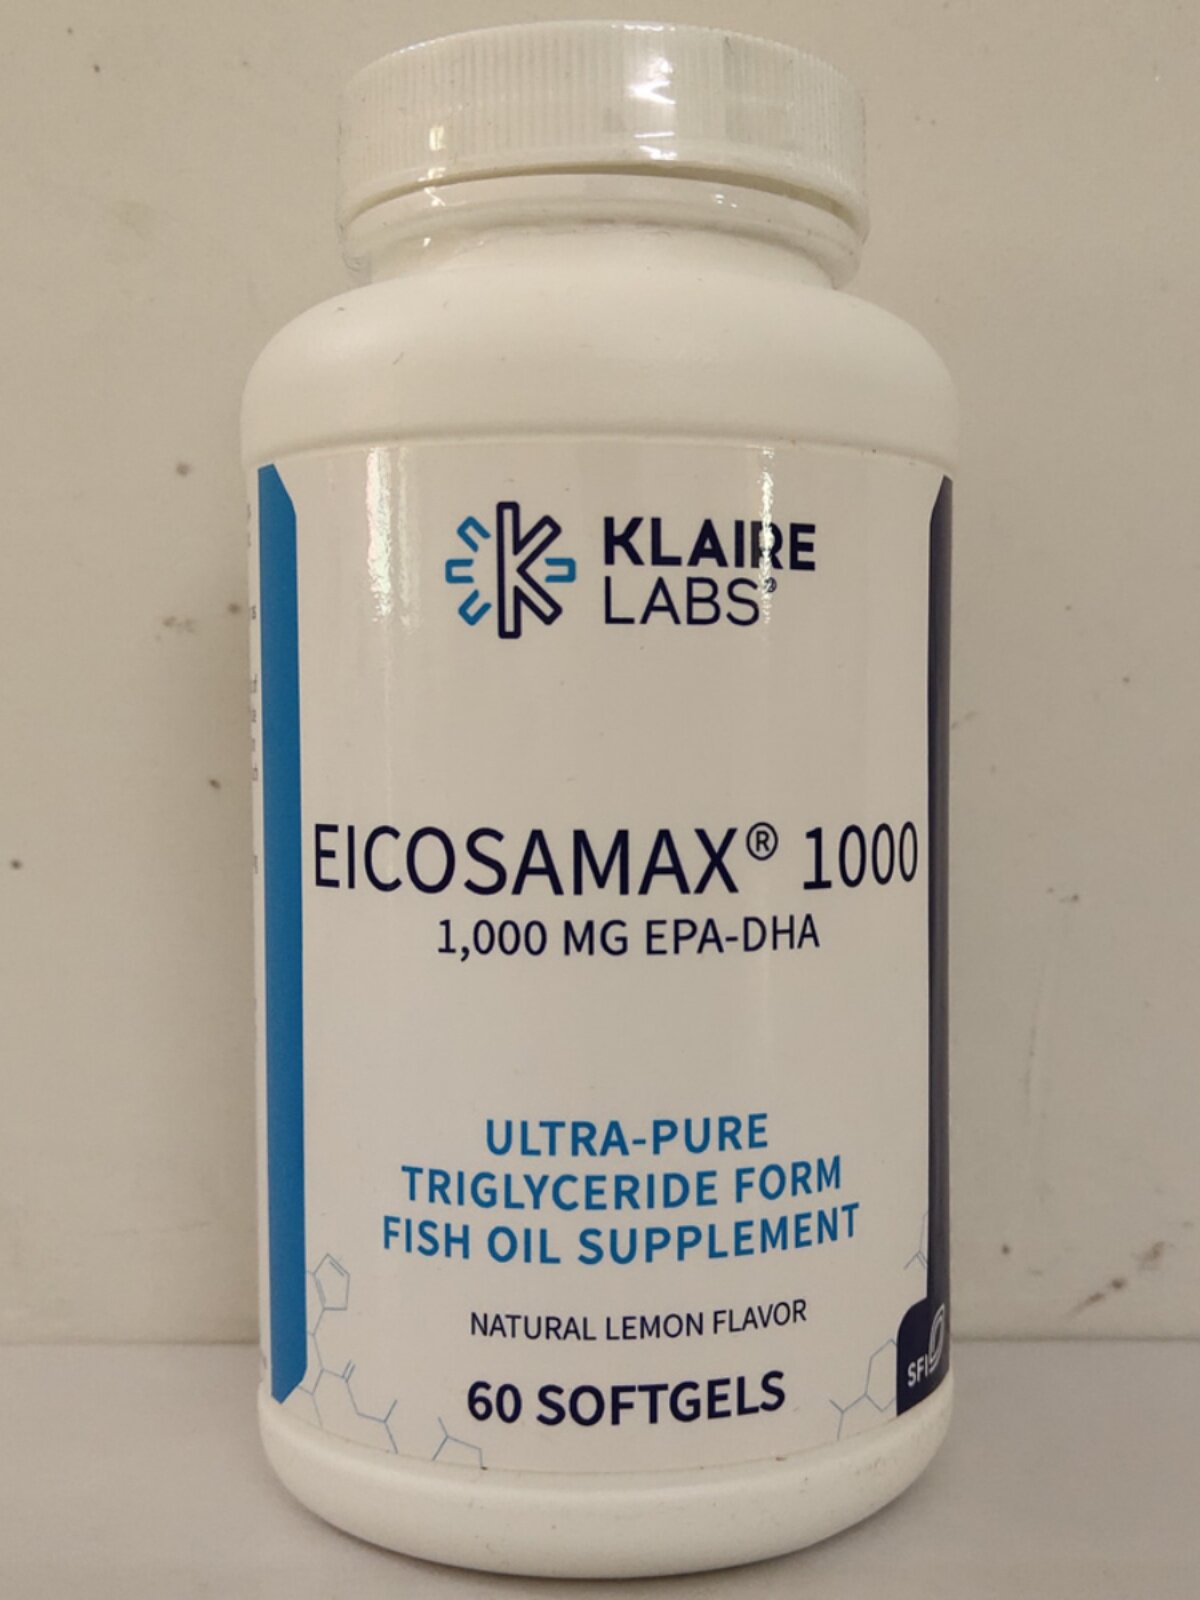 KLAIRE
LABS®
EICOSAMAX® 1000
1,000 MG EPA-DHA
ULTRA-PURE
TRIGLYCERIDE FORM
FISH OIL SUPPLEMENT
NATURAL LEMON FLAVOR
60 SOFTGELS
SFI